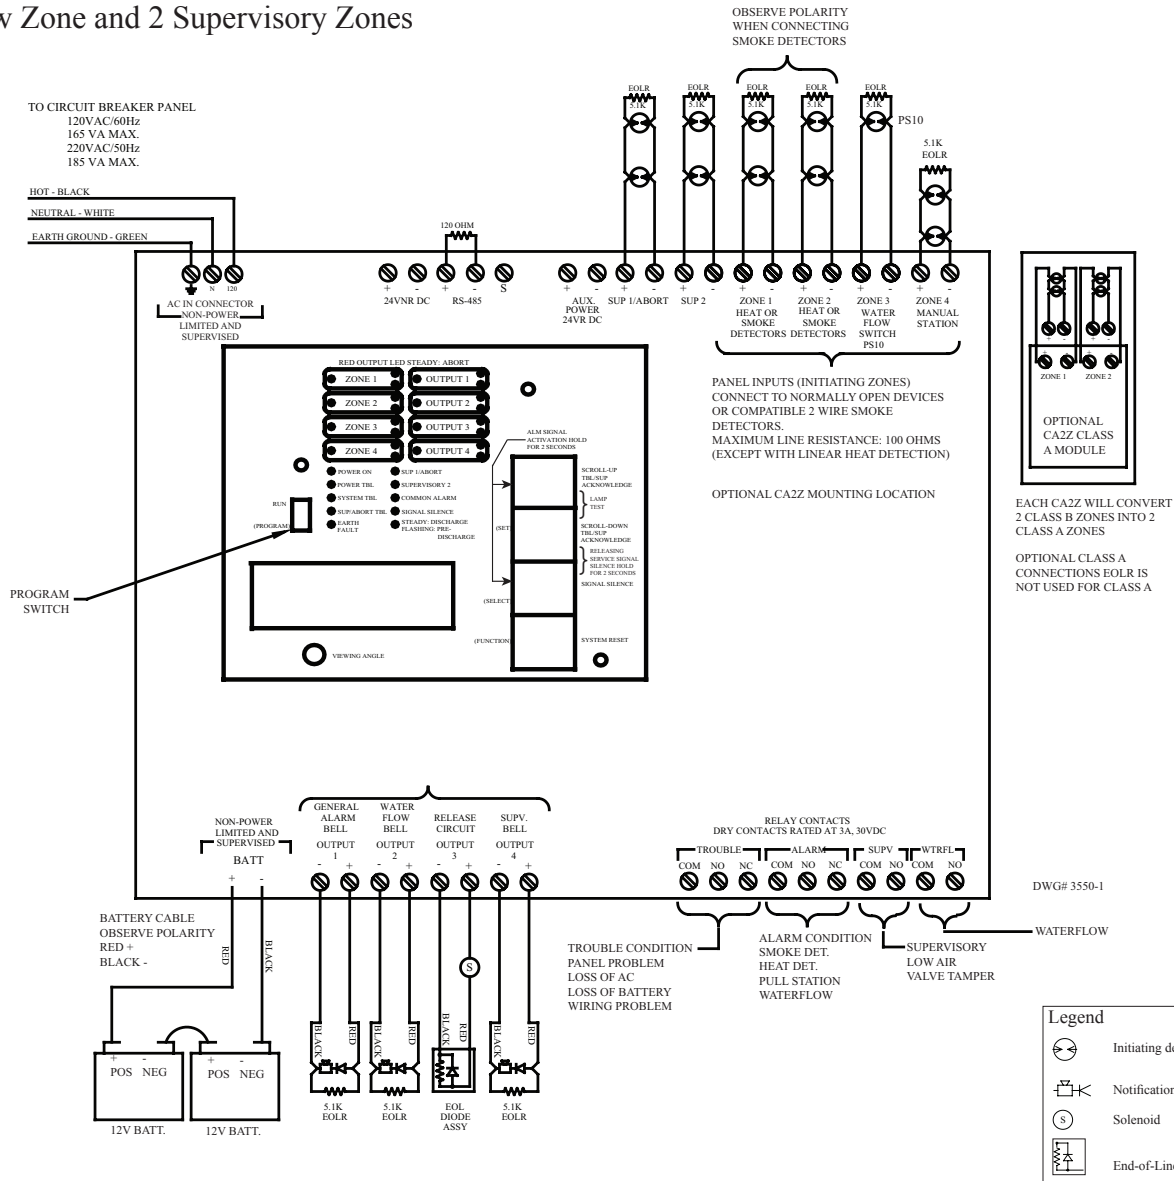 w Zone and 2 Supervisory Zones
OBSERVE POLARITY
WHEN CONNECTING
SMOKE DETECTORS
TO CIRCUIT BREAKER PANEL
120VAC/60Hz
165 VA MAX.
220VAC/50Hz
185 VA MAX.
HOT - BLACK
NEUTRAL - WHITE
EARTH GROUND - GREEN
EOLR EOLR EOLR EOLR EOLR
5.1K 5.1K 5.1K 5.1K 5.1K
PS10
5.1K
EOLR
120 OHM
N 120
AC IN CONNECTOR
NON-POWER
LIMITED AND
SUPERVISED
+ - + - S
24VNR DC RS-485
+ - + - + - + - + - + - + -
AUX.
POWER
24VR DC
SUP 1/ABORT
SUP 2
ZONE 1
HEAT OR
SMOKE
DETECTORS
ZONE 2
HEAT OR
SMOKE
DETECTORS
ZONE 3
WATER
FLOW
SWITCH
PS10
ZONE 4
MANUAL
STATION
PANEL INPUTS (INITIATING ZONES)
CONNECT TO NORMALLY OPEN DEVICES
OR COMPATIBLE 2 WIRE SMOKE
DETECTORS.
MAXIMUM LINE RESISTANCE: 100 OHMS
(EXCEPT WITH LINEAR HEAT DETECTION)
OPTIONAL CA2Z MOUNTING LOCATION
+ - + -
+ - + -
ZONE 1 ZONE 2
OPTIONAL
CA2Z CLASS
A MODULE
EACH CA2Z WILL CONVERT
2 CLASS B ZONES INTO 2
CLASS A ZONES
OPTIONAL CLASS A
CONNECTIONS EOLR IS
NOT USED FOR CLASS A
RED OUTPUT LED STEADY: ABORT
ZONE 1 OUTPUT 1
ZONE 2 OUTPUT 2
ZONE 3 OUTPUT 3
ZONE 4 OUTPUT 4
POWER ON SUP 1/ABORT
POWER TBL SUPERVISORY 2
SYSTEM TBL COMMON ALARM
SUP/ABORT TBL SIGNAL SILENCE
EARTH
FAULT
STEADY: DISCHARGE
FLASHING: PRE-
DISCHARGE
RUN
(PROGRAM)
PROGRAM
SWITCH
VIEWING ANGLE
ALM SIGNAL
ACTIVATION HOLD
FOR 2 SECONDS
(SET)
(SELECT)
(FUNCTION)
SCROLL-UP
TBL/SUP
ACKNOWLEDGE
LAMP
TEST
SCROLL-DOWN
TBL/SUP
ACKNOWLEDGE
RELEASING
SERVICE SIGNAL
SILENCE HOLD
FOR 2 SECONDS
SIGNAL SILENCE
SYSTEM RESET
NON-POWER
LIMITED AND
SUPERVISED
BATT
+ -
GENERAL
ALARM
BELL
OUTPUT
1
- +
WATER
FLOW
BELL
OUTPUT
2
- +
RELEASE
CIRCUIT
OUTPUT
3
- +
SUPV.
BELL
OUTPUT
4
- +
RELAY CONTACTS
DRY CONTACTS RATED AT 3A, 30VDC
TROUBLE ALARM SUPV WTRFL
COM NO NC COM NO NC COM NO COM NO
DWG# 3550-1
BATTERY CABLE
OBSERVE POLARITY
RED +
BLACK -
RED
BLACK
+ - + -
POS NEG POS NEG
12V BATT. 12V BATT.
S
BLACK RED BLACK RED BLACK RED BLACK RED
5.1K
EOLR
5.1K
EOLR
EOL
DIODE
ASSY
5.1K
EOLR
TROUBLE CONDITION
PANEL PROBLEM
LOSS OF AC
LOSS OF BATTERY
WIRING PROBLEM
ALARM CONDITION
SMOKE DET.
HEAT DET.
PULL STATION
WATERFLOW
SUPERVISORY
LOW AIR
VALVE TAMPER
WATERFLOW
Legend
Initiating de
Notification
S Solenoid
End-of-Line